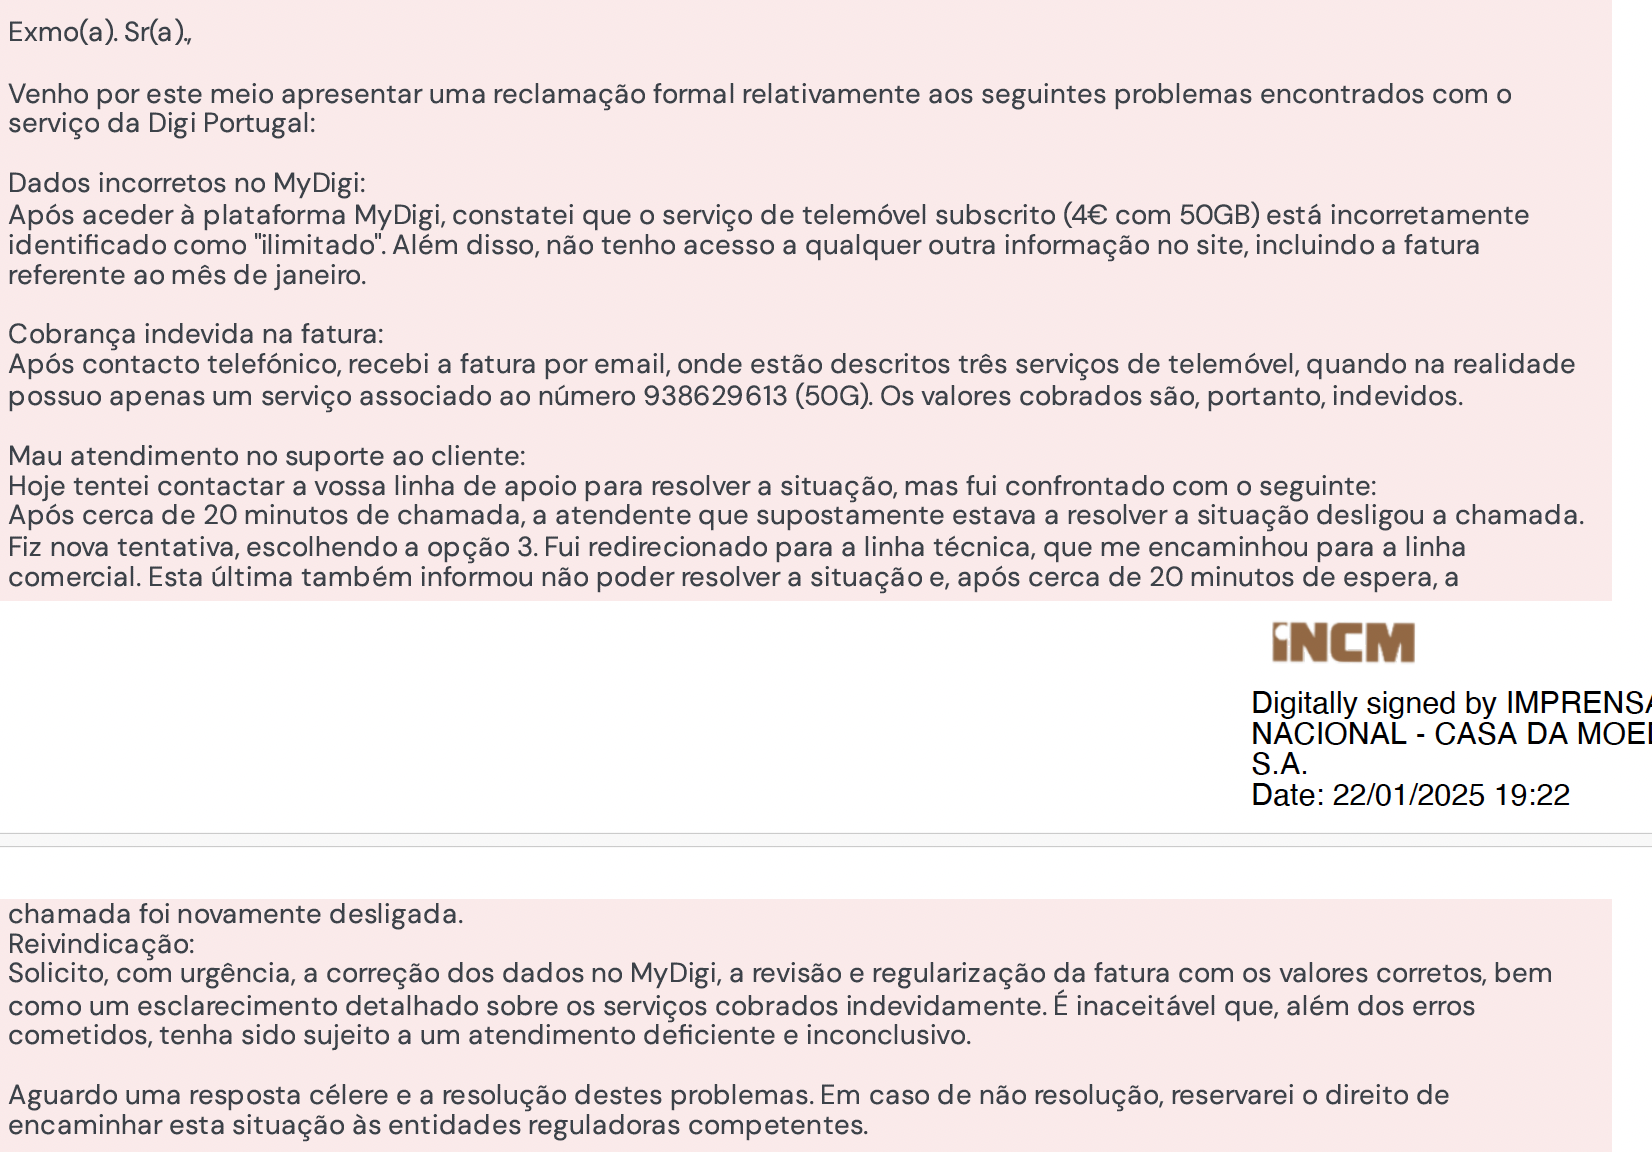 Exmo(a). Sr(a).,
Venho por este meio apresentar uma reclamação formal relativamente aos seguintes problemas encontrados com o
serviço da Digi Portugal:
Dados incorretos no MyDigi:
Após aceder à plataforma MyDigi, constatei que o serviço de telemóvel subscrito (4€ com 50GB) está incorretamente
identificado como "ilimitado". Além disso, não tenho acesso a qualquer outra informação no site, incluindo a fatura
referente ao mês de janeiro.
Cobrança indevida na fatura:
Após contacto telefónico, recebi a fatura por email, onde estão descritos três serviços de telemóvel, quando na realidade
possuo apenas um serviço associado ao número 938629613 (50G). Os valores cobrados são, portanto, indevidos.
Mau atendimento no suporte ao cliente:
Hoje tentei contactar a vossa linha de apoio para resolver a situação, mas fui confrontado com o seguinte:
Após cerca de 20 minutos de chamada, a atendente que supostamente estava a resolver a situação desligou a chamada.
Fiz nova tentativa, escolhendo a opção 3. Fui redirecionado para a linha técnica, que me encaminhou para a linha
comercial. Esta última também informou não poder resolver a situação e, após cerca de 20 minutos de espera, a
INCM
Digitally signed by IMPRENSA
NACIONAL - CASA DA MOE
S.A.
Date: 22/01/2025 19:22
chamada foi novamente desligada.
Reivindicação:
Solicito, com urgência, a correção dos dados no MyDigi, a revisão e regularização da fatura com os valores corretos, bem
como um esclarecimento detalhado sobre os serviços cobrados indevidamente. É inaceitável que, além dos erros
cometidos, tenha sido sujeito a um atendimento deficiente e inconclusivo.
Aguardo uma resposta célere e a resolução destes problemas. Em caso de não resolução, reservarei o direito de
encaminhar esta situação às entidades reguladoras competentes.